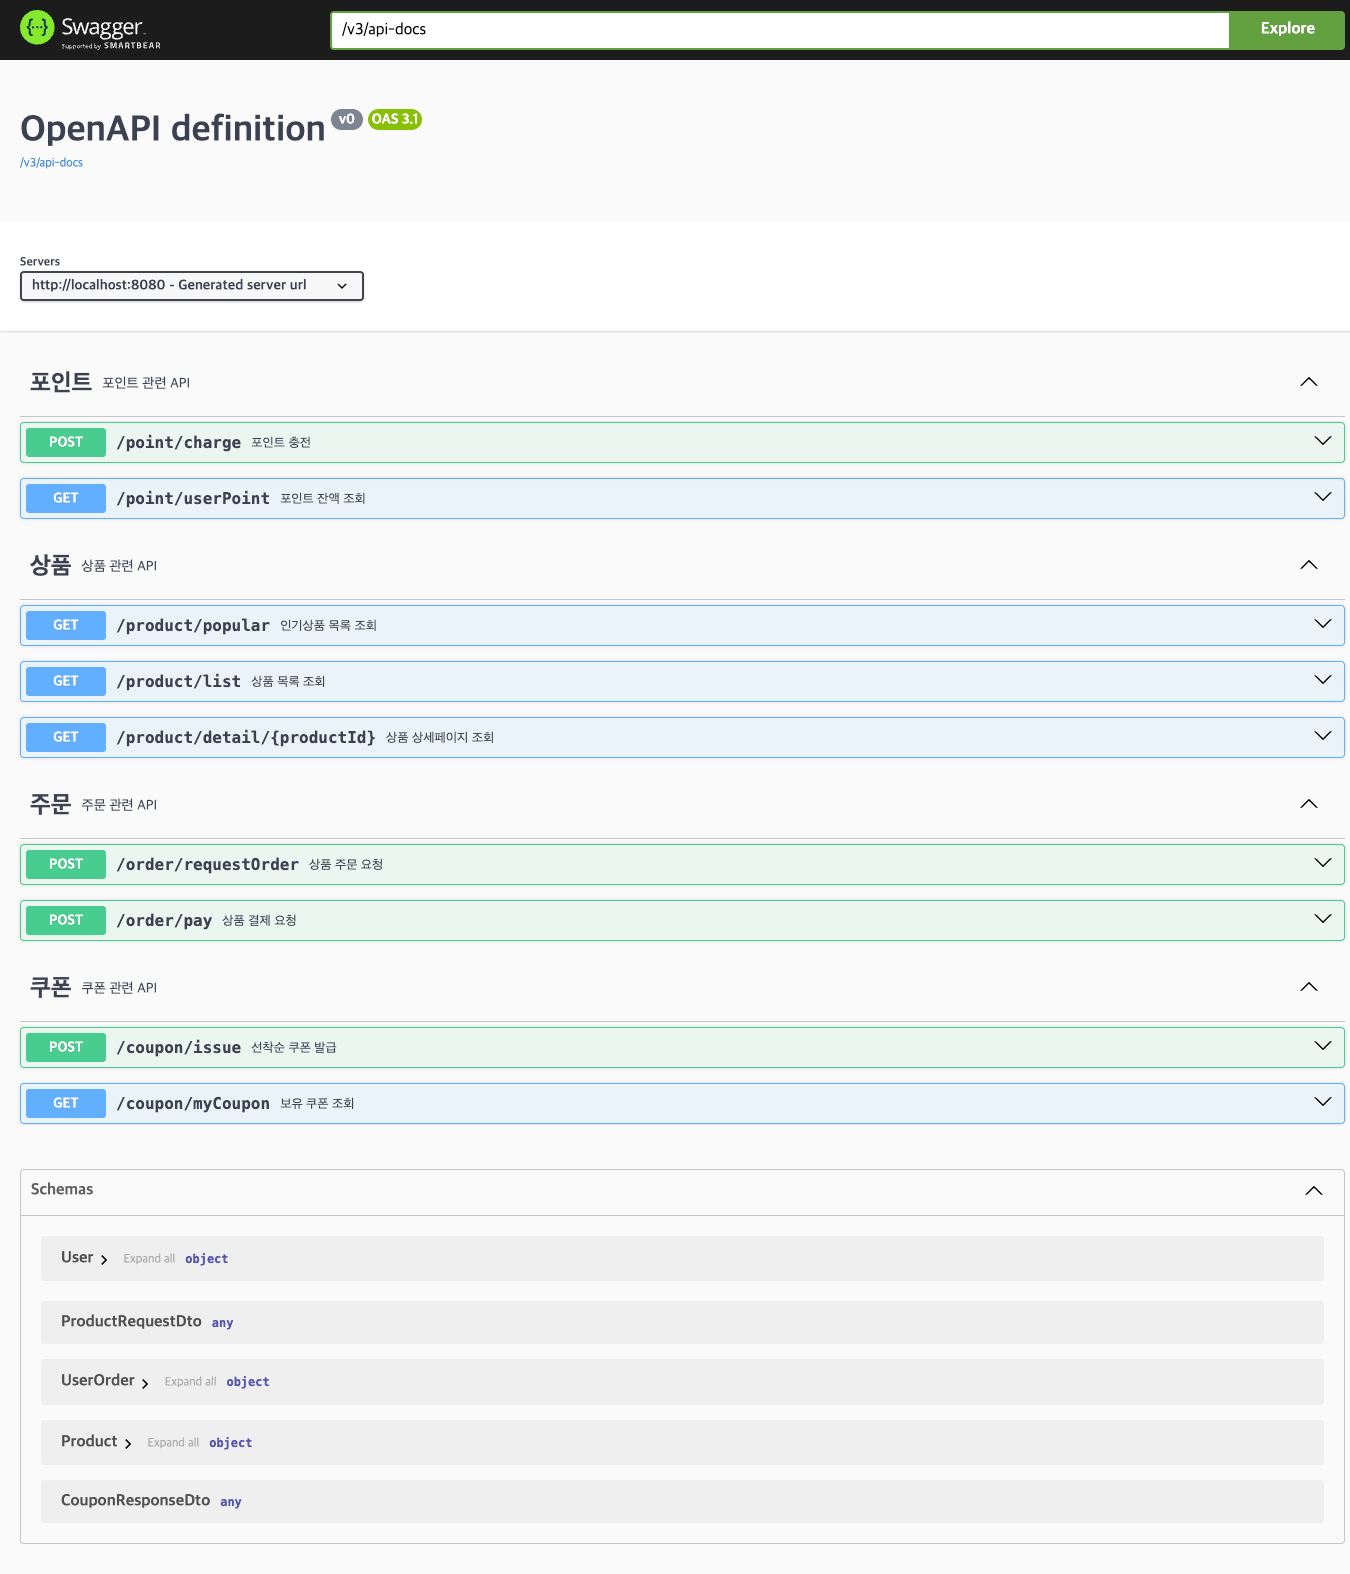 Swagger.
Supported by SMARTBEAR
/v3/api-docs
Explore
OpenAPI definition v0 OAS 3.1
/v3/api-docs
Servers
http://localhost:8080 - Generated server url
포인트 포인트 관련 API
POST /point/charge 포인트 충전
GET /point/userPoint 포인트 잔액 조회
상품 상품 관련 API
GET /product/popular 인기상품 목록 조회
GET /product/list 상품 목록 조회
GET /product/detail/{productId} 상품 상세페이지 조회
주문 주문 관련 API
POST /order/requestOrder 상품 주문 요청
POST /order/pay 상품 결제 요청
쿠폰 쿠폰 관련 API
POST /coupon/issue 선착순 쿠폰 발급
GET /coupon/myCoupon 보유 쿠폰 조회
Schemas
User Expand all object
ProductRequestDto any
UserOrder Expand all object
Product Expand all object
CouponResponseDto any